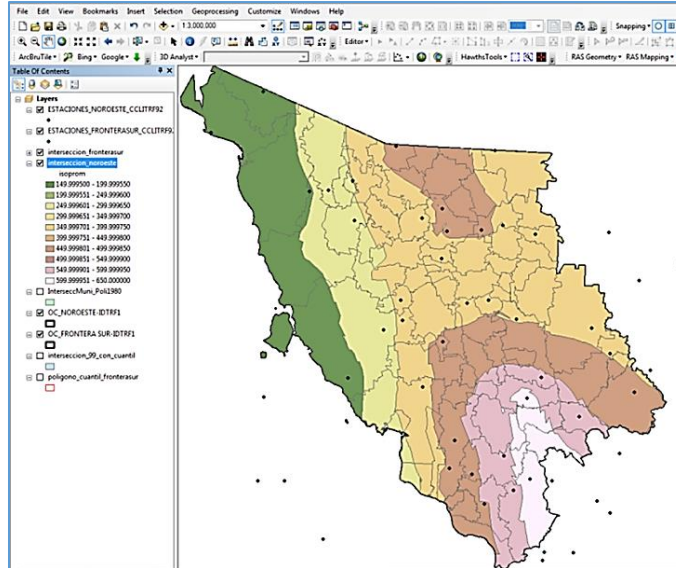 File Edit View Bookmarks Insert Selection Geoprocessing Customize Windows Help
1:3,000,000
Snapping
Editor
ArcBruTile Bing Google 3D Analyst HawthsTools RAS Geometry RAS Mapping
Table Of Contents
Layers
ESTACIONES_NOROESTE_CCLITRF92
ESTACIONES_FRONTERASUR_CCLITRF9
interseccion_fronterasur
interseccion_noroeste
isoprom
149.999500 - 199.999550
199.999551 - 249.999600
249.999601 - 299.999650
299.999651 - 349.999700
349.999701 - 399.999750
399.999751 - 449.999800
449.999801 - 499.999850
499.999851 - 549.999900
549.999901 - 599.999950
599.999951 - 650.000000
InterseccMuni_Poli1980
OC_NOROESTE-IDTRF1
OC_FRONTERA SUR-IDTRF1
interseccion_99_con_cuantil
poligono_cuantil_fronterasur